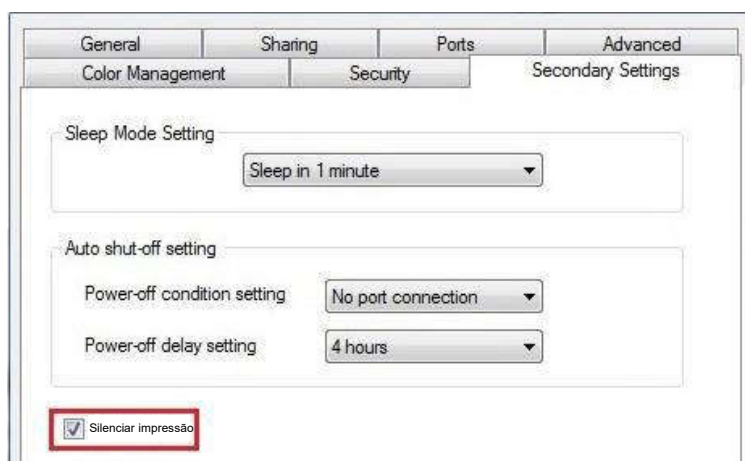 General Sharing Ports Advanced
Color Management Security Secondary Settings
Sleep Mode Setting
Sleep in 1 minute
Auto shut-off setting
Power-off condition setting No port connection
Power-off delay setting 4 hours
Silenciar impressão